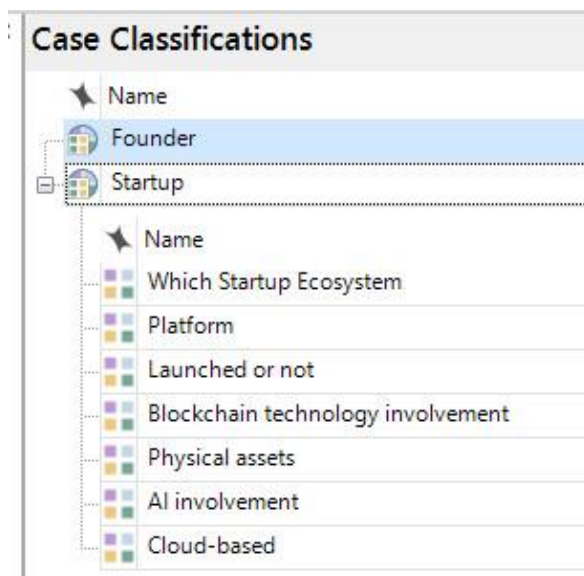 Case Classifications
Name
Founder
Startup
Name
Which Startup Ecosystem
Platform
Launched or not
Blockchain technology involvement
Physical assets
AI involvement
Cloud-based